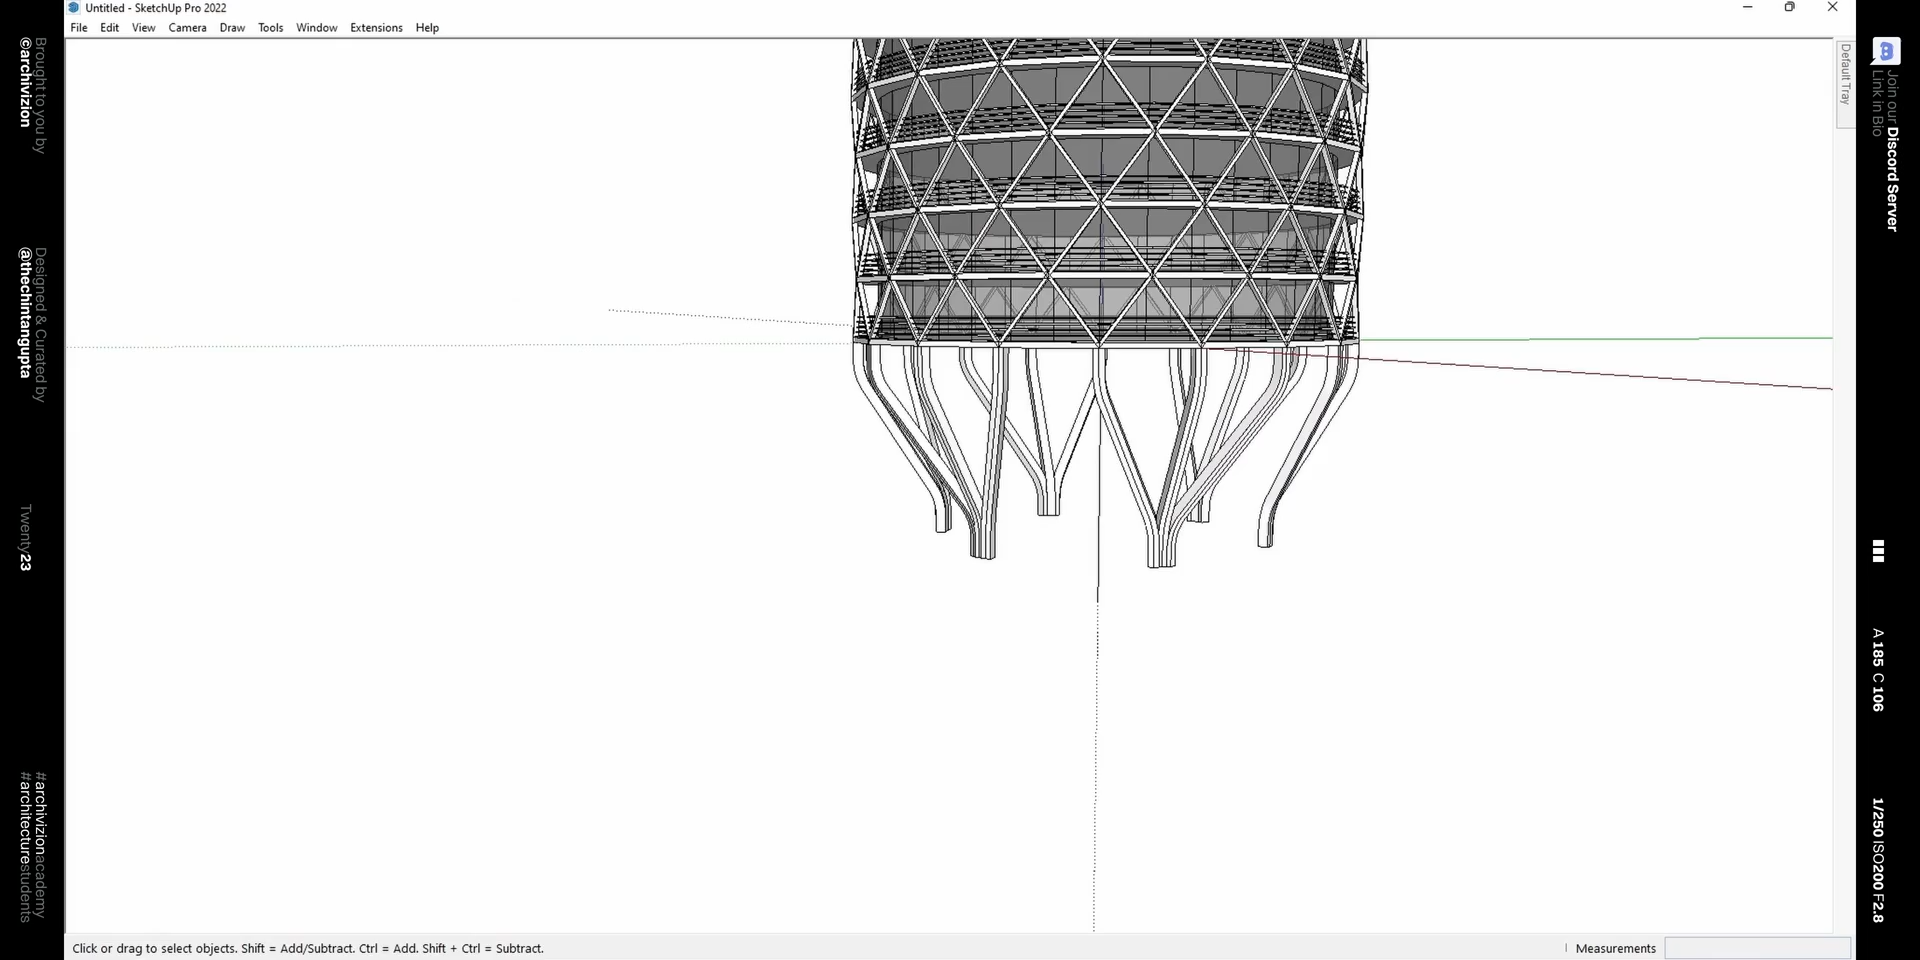 Untitled - SketchUp Pro 2022
File Edit View Camera Draw Tools Window Extensions Help
Brought to you by
@archivizion
Designed & Curated by
@thechintangupta
Twenty23
#archivizionacademy
#architecturestudents
Default Tray
Join our Discord Server
Link in Bio
A 185 C 106
1/250 ISO200 F2.8
Click or drag to select objects. Shift = Add/Subtract. Ctrl = Add. Shift + Ctrl = Subtract.
Measurements